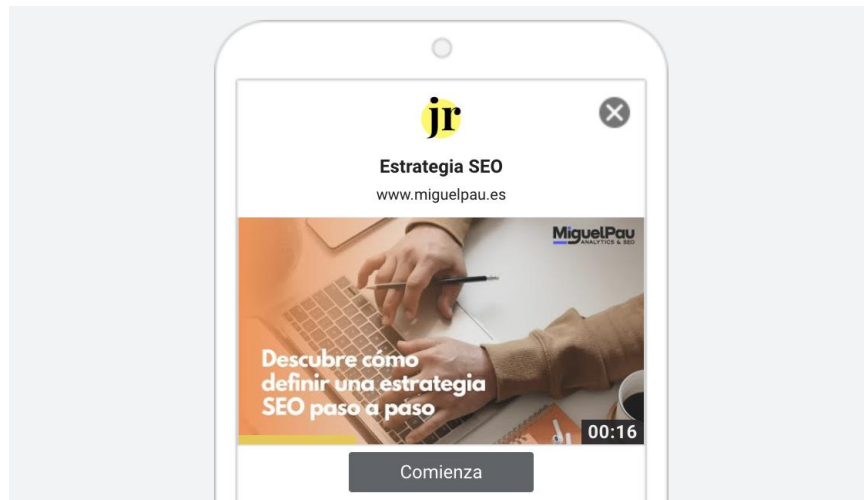 jr
Estrategia SEO
www.miguelpau.es
MiguelPau
ANALYTICS & SEO
Descubre cómo
definir una estrategia
SEO paso a paso
00:16
Comienza